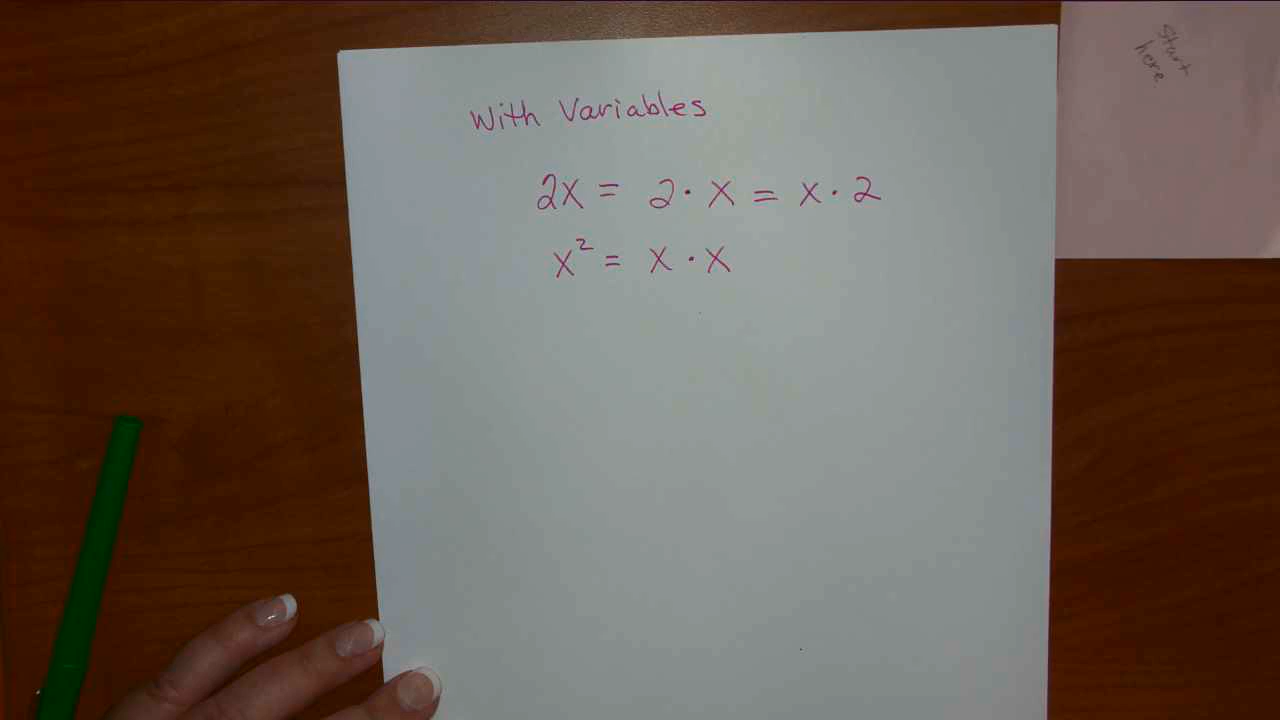 With Variables
2x = 2 · x = x · 2
x² = x · x
Start
here